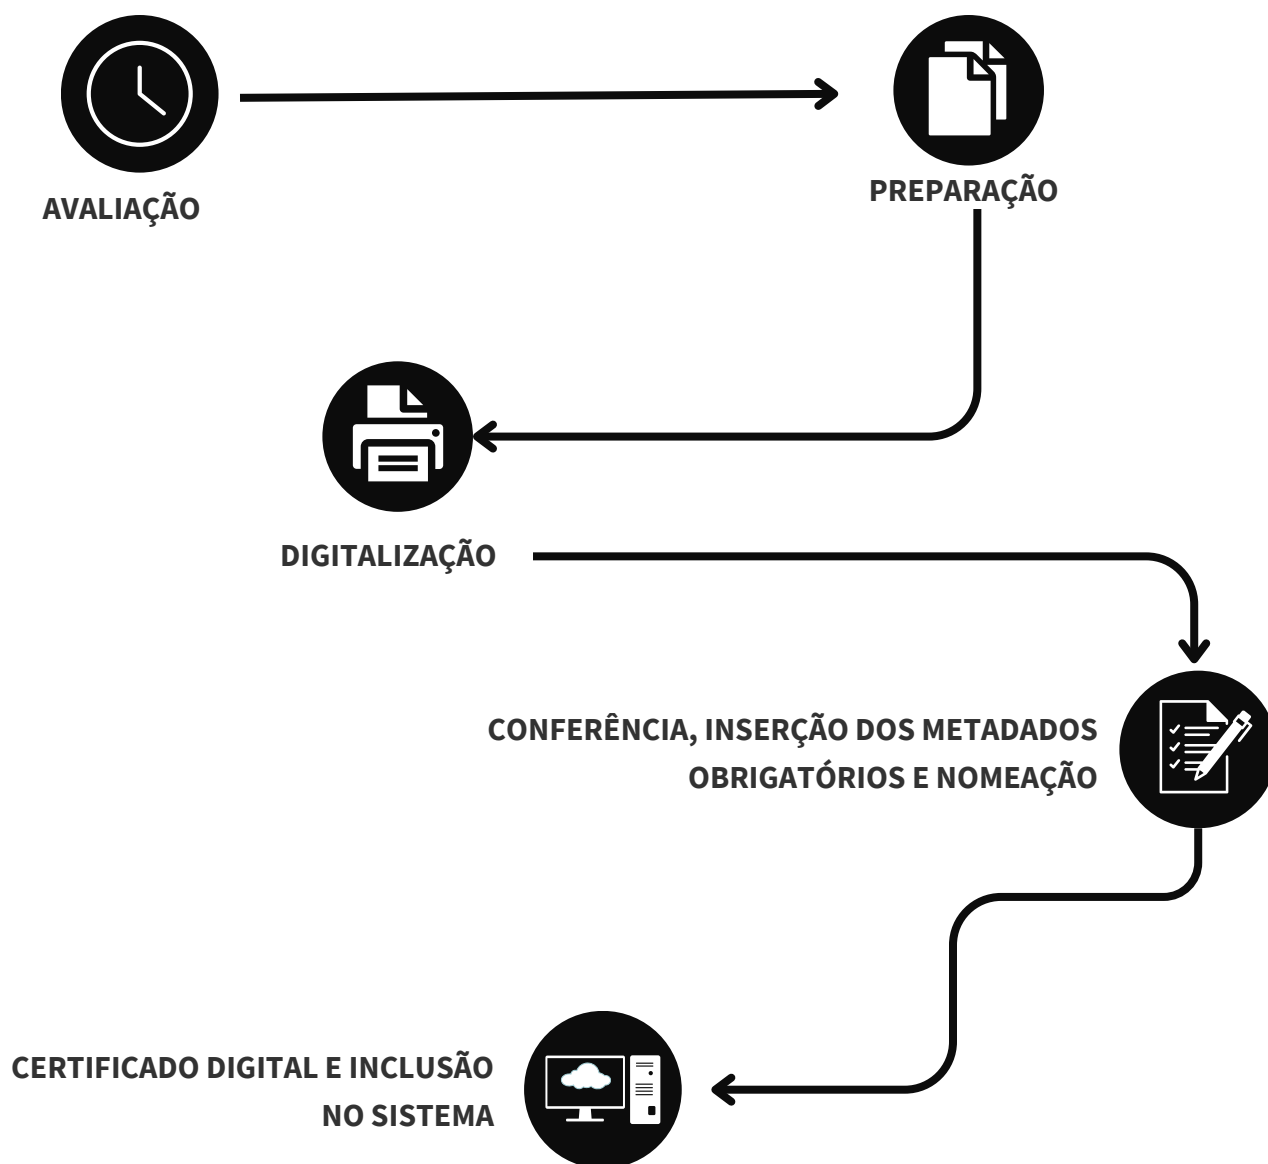 AVALIAÇÃO
PREPARAÇÃO
DIGITALIZAÇÃO
CONFERÊNCIA, INSERÇÃO DOS METADADOS
OBRIGATÓRIOS E NOMEAÇÃO
CERTIFICADO DIGITAL E INCLUSÃO
NO SISTEMA